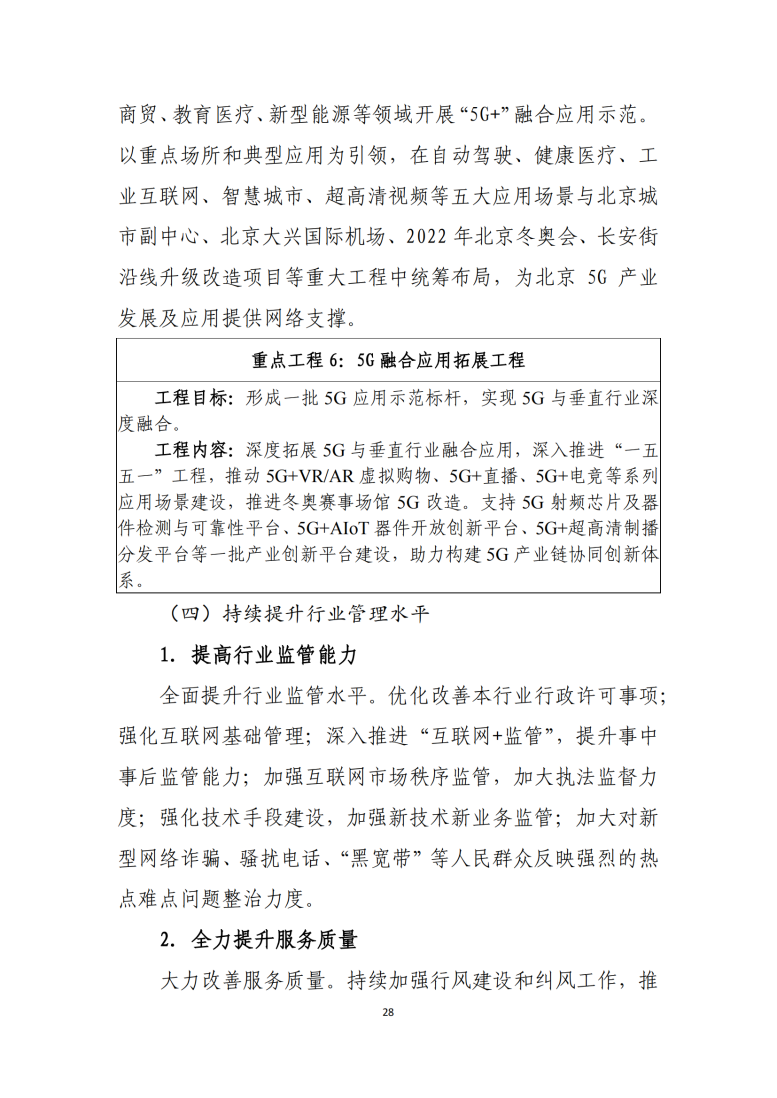 商贸、教育医疗、新型能源等领域开展“5G+”融合应用示范。
以重点场所和典型应用为引领，在自动驾驶、健康医疗、工
业互联网、智慧城市、超高清视频等五大应用场景与北京城
市副中心、北京大兴国际机场、2022 年北京冬奥会、长安街
沿线升级改造项目等重大工程中统筹布局，为北京 5G 产业
发展及应用提供网络支撑。
重点工程 6：5G 融合应用拓展工程
工程目标：形成一批 5G 应用示范标杆，实现 5G 与垂直行业深
度融合。
工程内容：深度拓展 5G 与垂直行业融合应用，深入推进“一五
五一”工程，推动 5G+VR/AR 虚拟购物、5G+直播、5G+电竞等系列
应用场景建设，推进冬奥赛事场馆 5G 改造。支持 5G 射频芯片及器
件检测与可靠性平台、5G+AIoT 器件开放创新平台、5G+超高清制播
分发平台等一批产业创新平台建设，助力构建 5G 产业链协同创新体
系。
（四）持续提升行业管理水平
1. 提高行业监管能力
全面提升行业监管水平。优化改善本行业行政许可事项；
强化互联网基础管理；深入推进“互联网+监管”，提升事中
事后监管能力；加强互联网市场秩序监管，加大执法监督力
度；强化技术手段建设，加强新技术新业务监管；加大对新
型网络诈骗、骚扰电话、“黑宽带”等人民群众反映强烈的热
点难点问题整治力度。
2. 全力提升服务质量
大力改善服务质量。持续加强行风建设和纠风工作，推
28